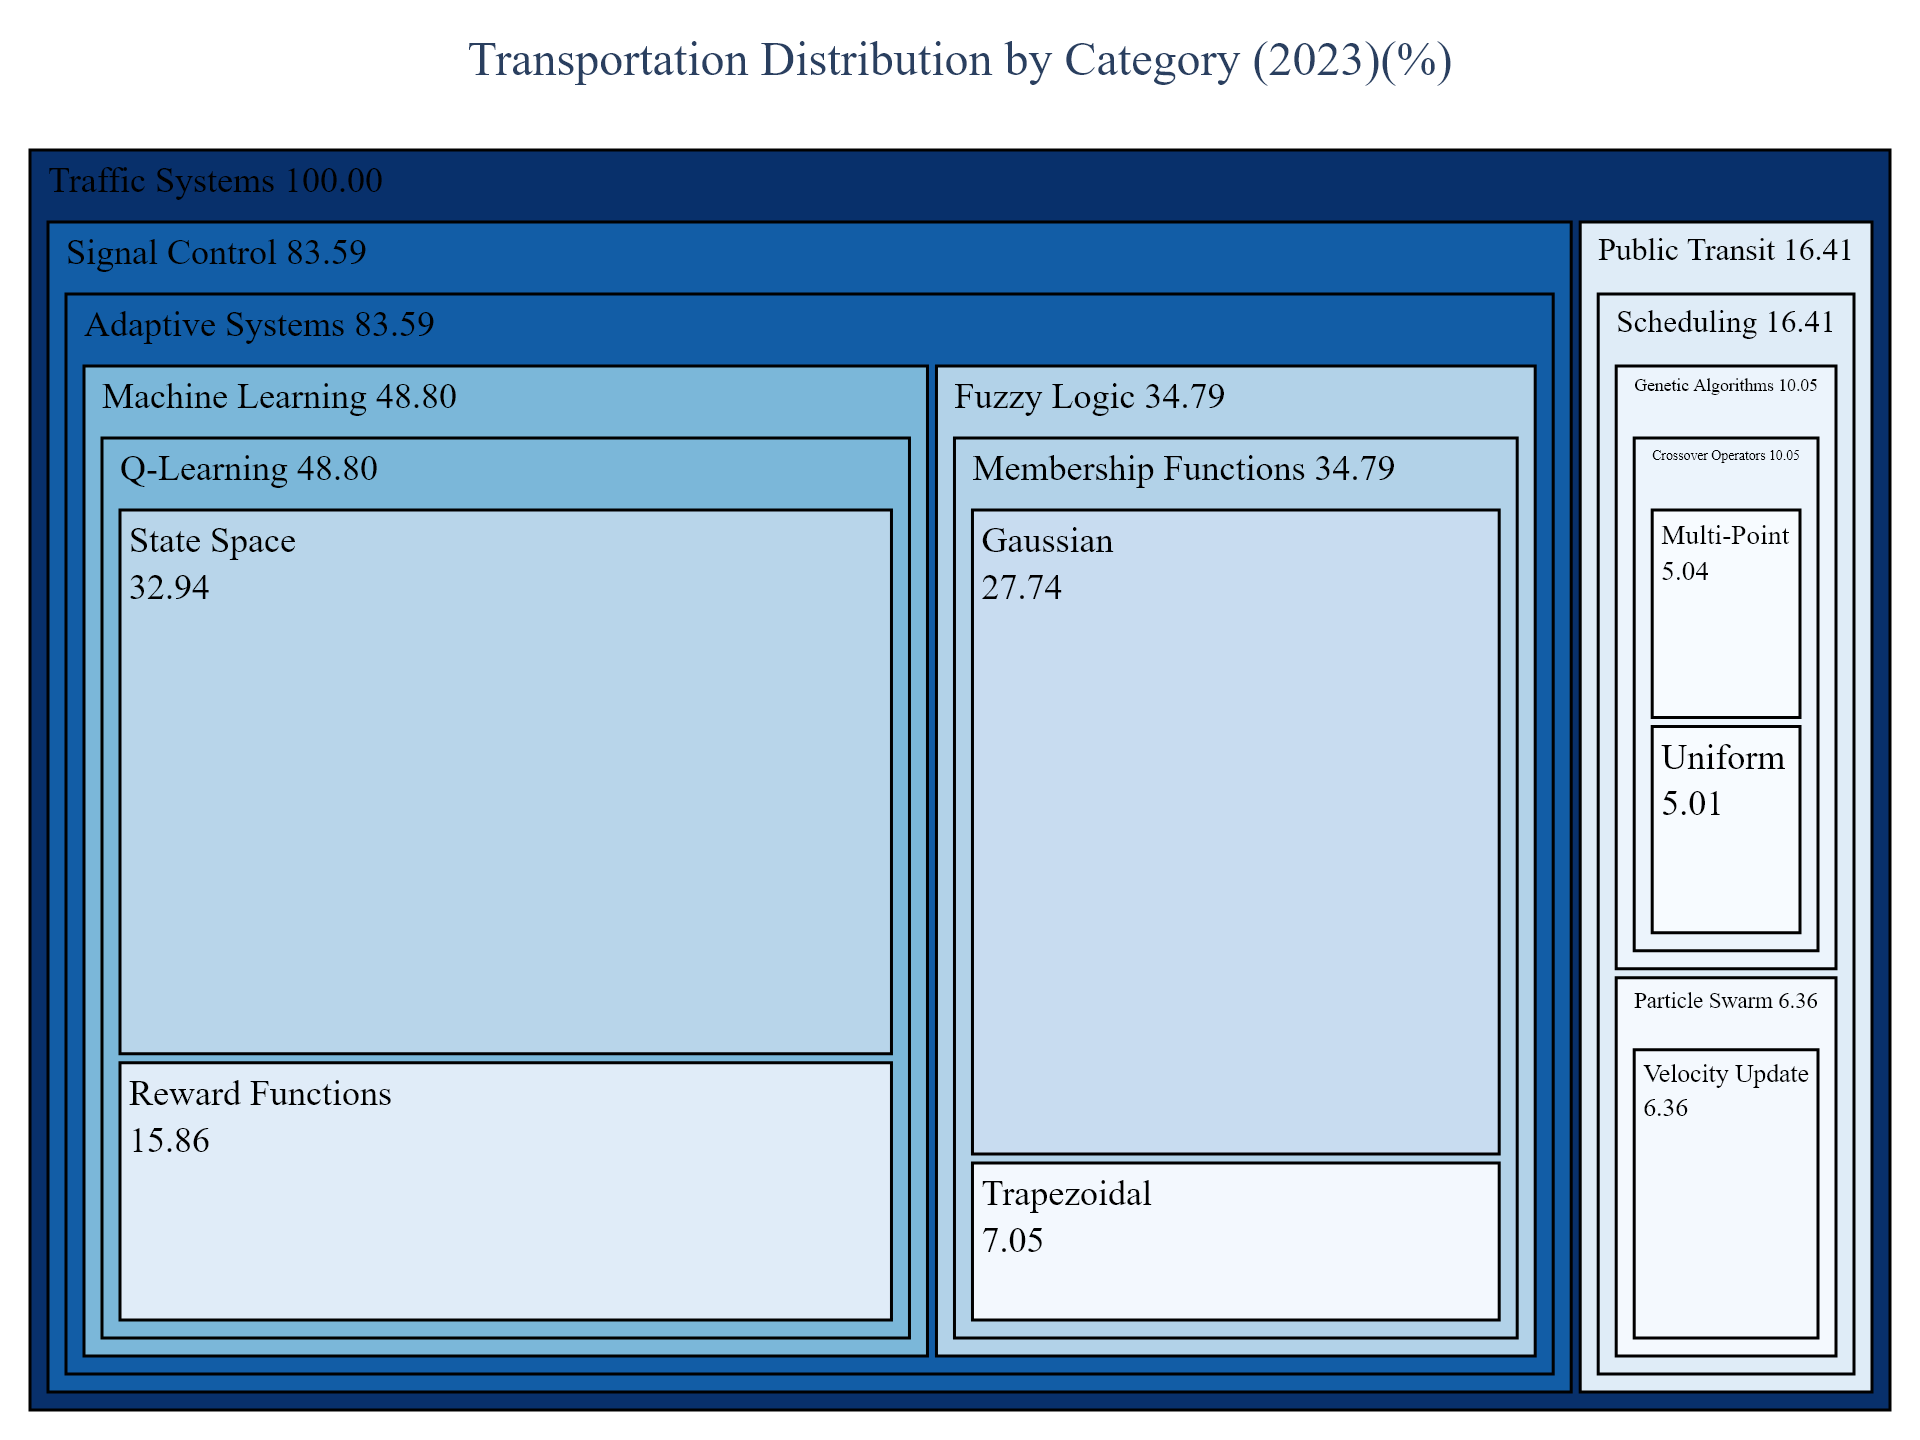 Transportation Distribution by Category (2023)(%)
Traffic Systems 100.00
Signal Control 83.59
Adaptive Systems 83.59
Machine Learning 48.80
Q-Learning 48.80
State Space
32.94
Reward Functions
15.86
Fuzzy Logic 34.79
Membership Functions 34.79
Gaussian
27.74
Trapezoidal
7.05
Public Transit 16.41
Scheduling 16.41
Genetic Algorithms 10.05
Crossover Operators 10.05
Multi-Point
5.04
Uniform
5.01
Particle Swarm 6.36
Velocity Update
6.36